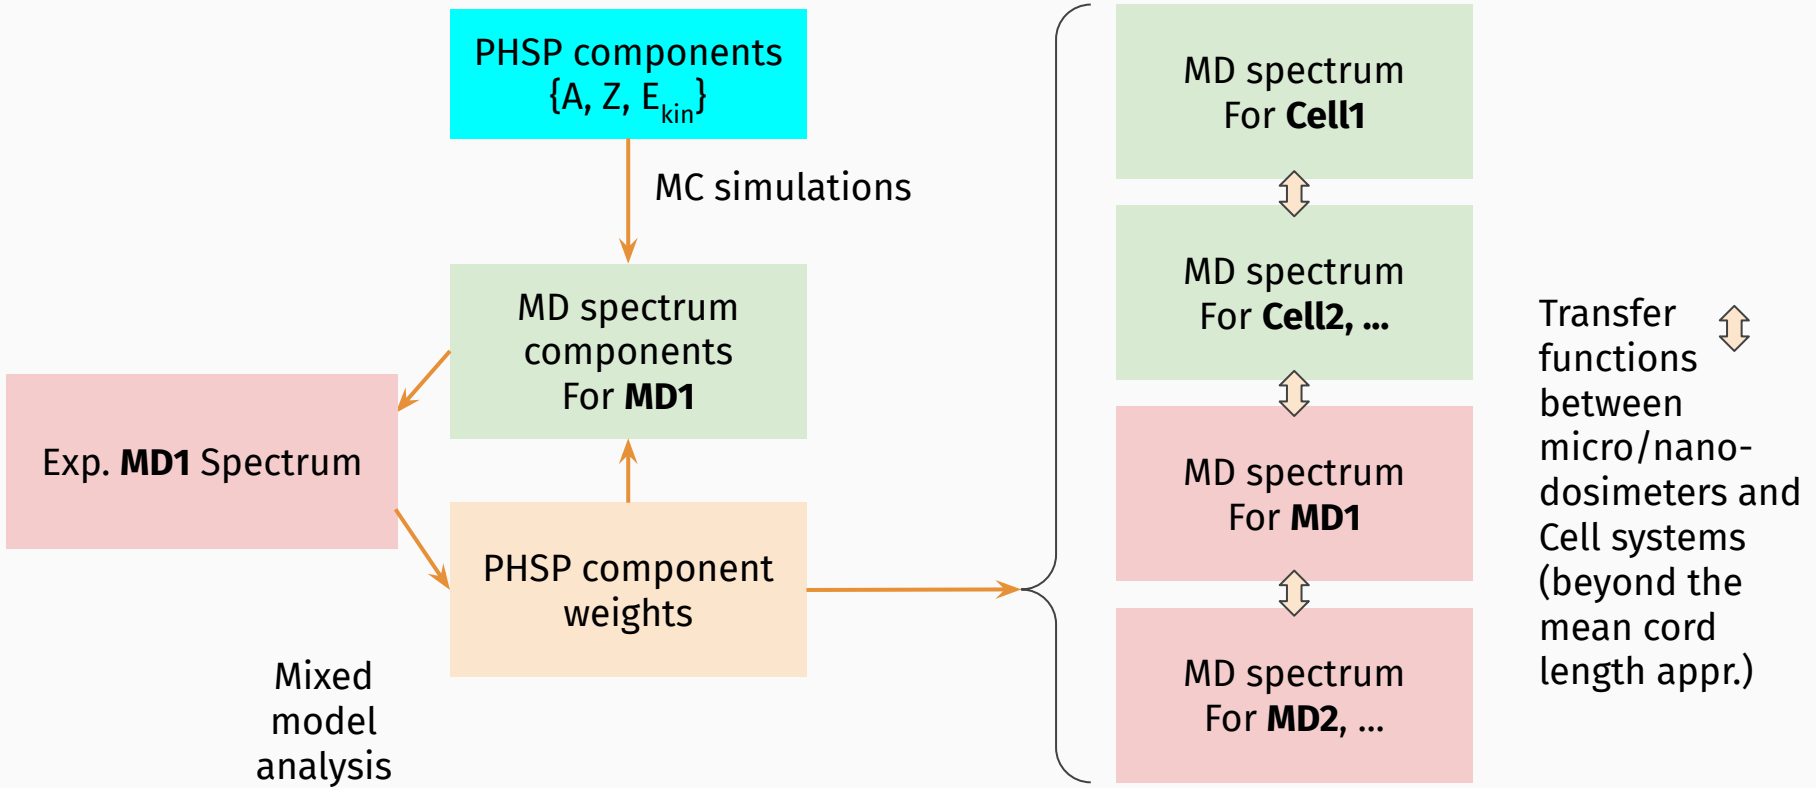 PHSP components
{A, Z, Ekin}
MC simulations
MD spectrum
components
For MD1
Exp. MD1 Spectrum
PHSP component
weights
Mixed
model
analysis
MD spectrum
For Cell1
MD spectrum
For Cell2, ...
MD spectrum
For MD1
MD spectrum
For MD2, ...
Transfer
functions
between
micro/nano-
dosimeters and
Cell systems
(beyond the
mean cord
length appr.)